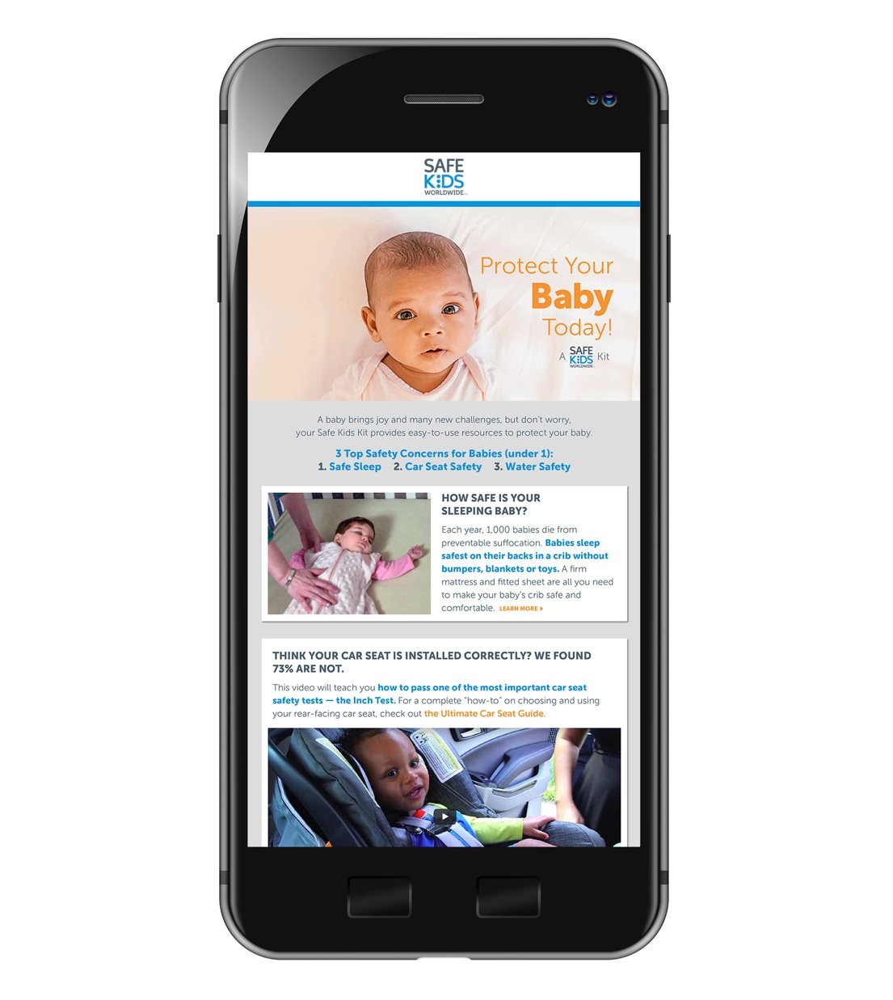 SAFE
KIDS
WORLDWIDE
Protect Your
Baby
Today!
A SAFE KIDS WORLDWIDE Kit
A baby brings joy and many new challenges, but don't worry,
your Safe Kids Kit provides easy-to-use resources to protect your baby.
3 Top Safety Concerns for Babies (under 1):
1. Safe Sleep 2. Car Seat Safety 3. Water Safety
HOW SAFE IS YOUR
SLEEPING BABY?
Each year, 1,000 babies die from
preventable suffocation. Babies sleep
safest on their backs in a crib without
bumpers, blankets or toys. A firm
mattress and fitted sheet are all you need
to make your baby's crib safe and
comfortable. LEARN MORE
THINK YOUR CAR SEAT IS INSTALLED CORRECTLY? WE FOUND
73% ARE NOT.
This video will teach you how to pass one of the most important car seat
safety tests — the Inch Test. For a complete “how-to” on choosing and using
your rear-facing car seat, check out the Ultimate Car Seat Guide.